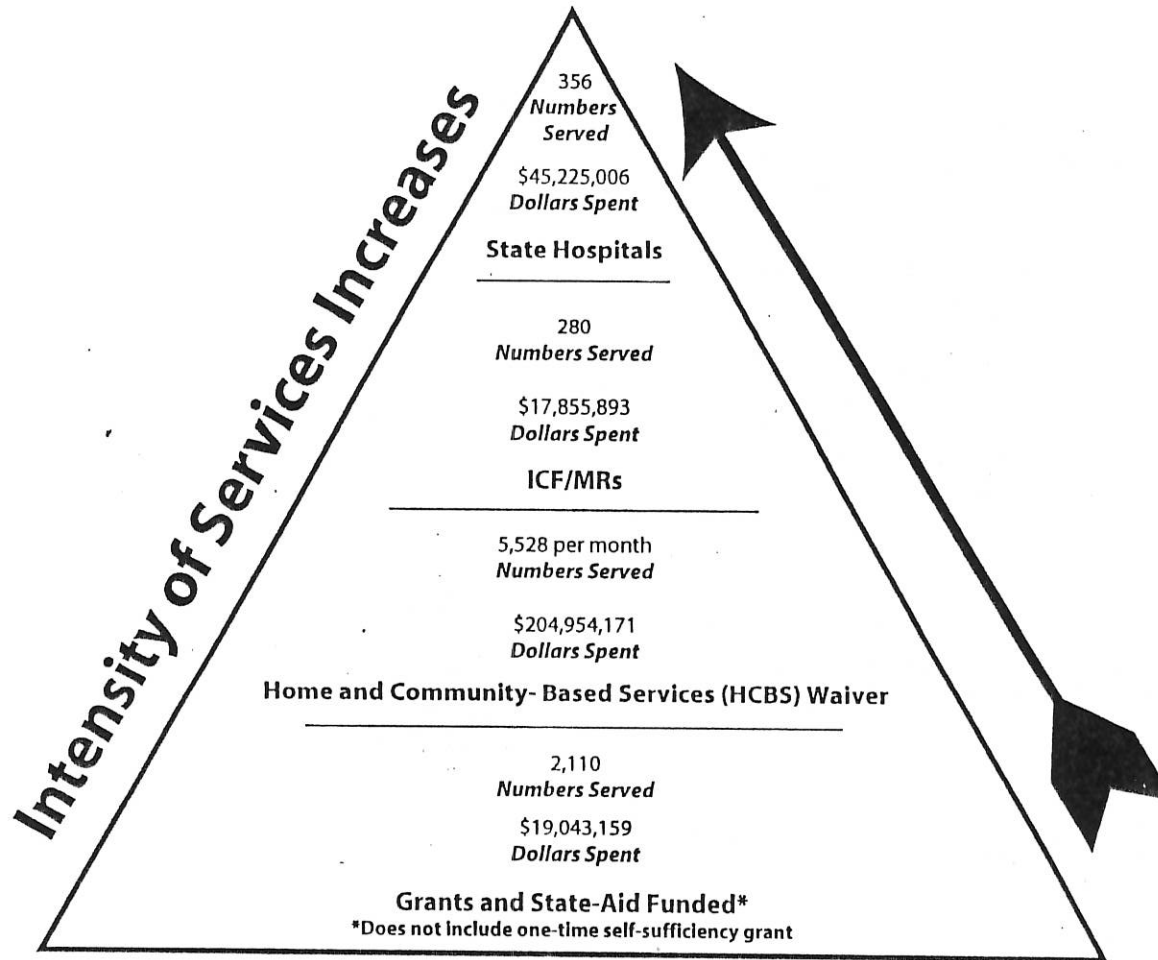 Intensity of Services Increases
356
Numbers
Served
$45,225,006
Dollars Spent
State Hospitals
280
Numbers Served
$17,855,893
Dollars Spent
ICF/MRs
5,528 per month
Numbers Served
$204,954,171
Dollars Spent
Home and Community- Based Services (HCBS) Waiver
2,110
Numbers Served
$19,043,159
Dollars Spent
Grants and State-Aid Funded*
*Does not include one-time self-sufficiency grant